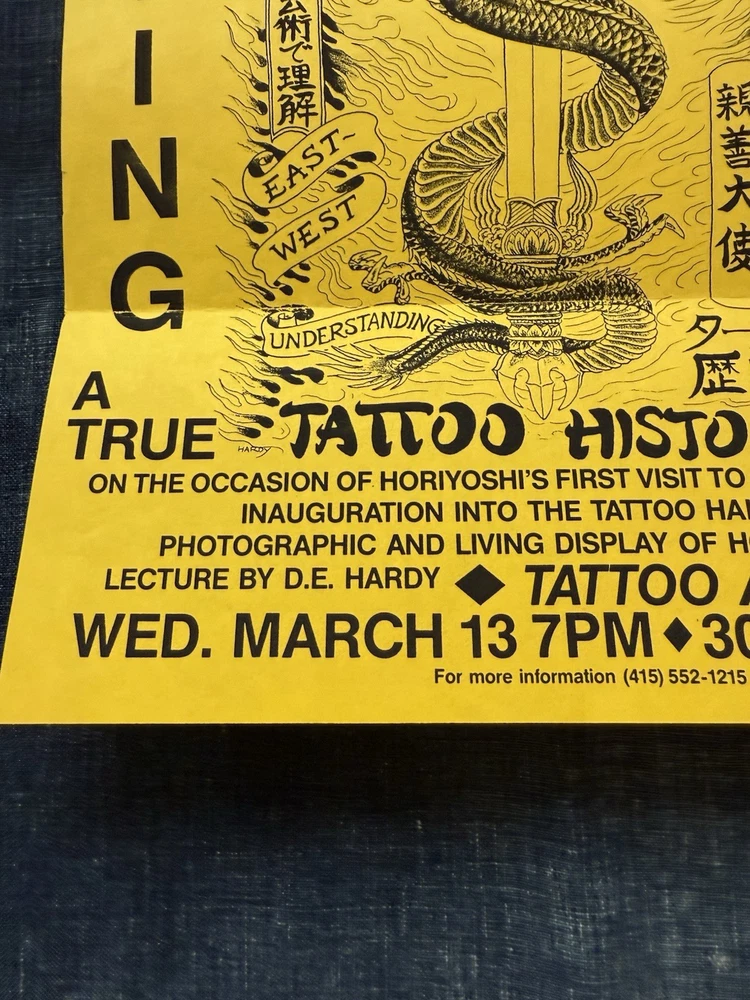 I
N
G
術で理解
親善大使
EAST-
WEST
UNDERSTANDING
ター
歴
HARDY
A
TRUE TATTOO HISTO
ON THE OCCASION OF HORIYOSHI'S FIRST VISIT TO
INAUGURATION INTO THE TATTOO HA
PHOTOGRAPHIC AND LIVING DISPLAY OF H
LECTURE BY D.E. HARDY ◆ TATTOO A
WED. MARCH 13 7PM ◆ 30
For more information (415) 552-1215